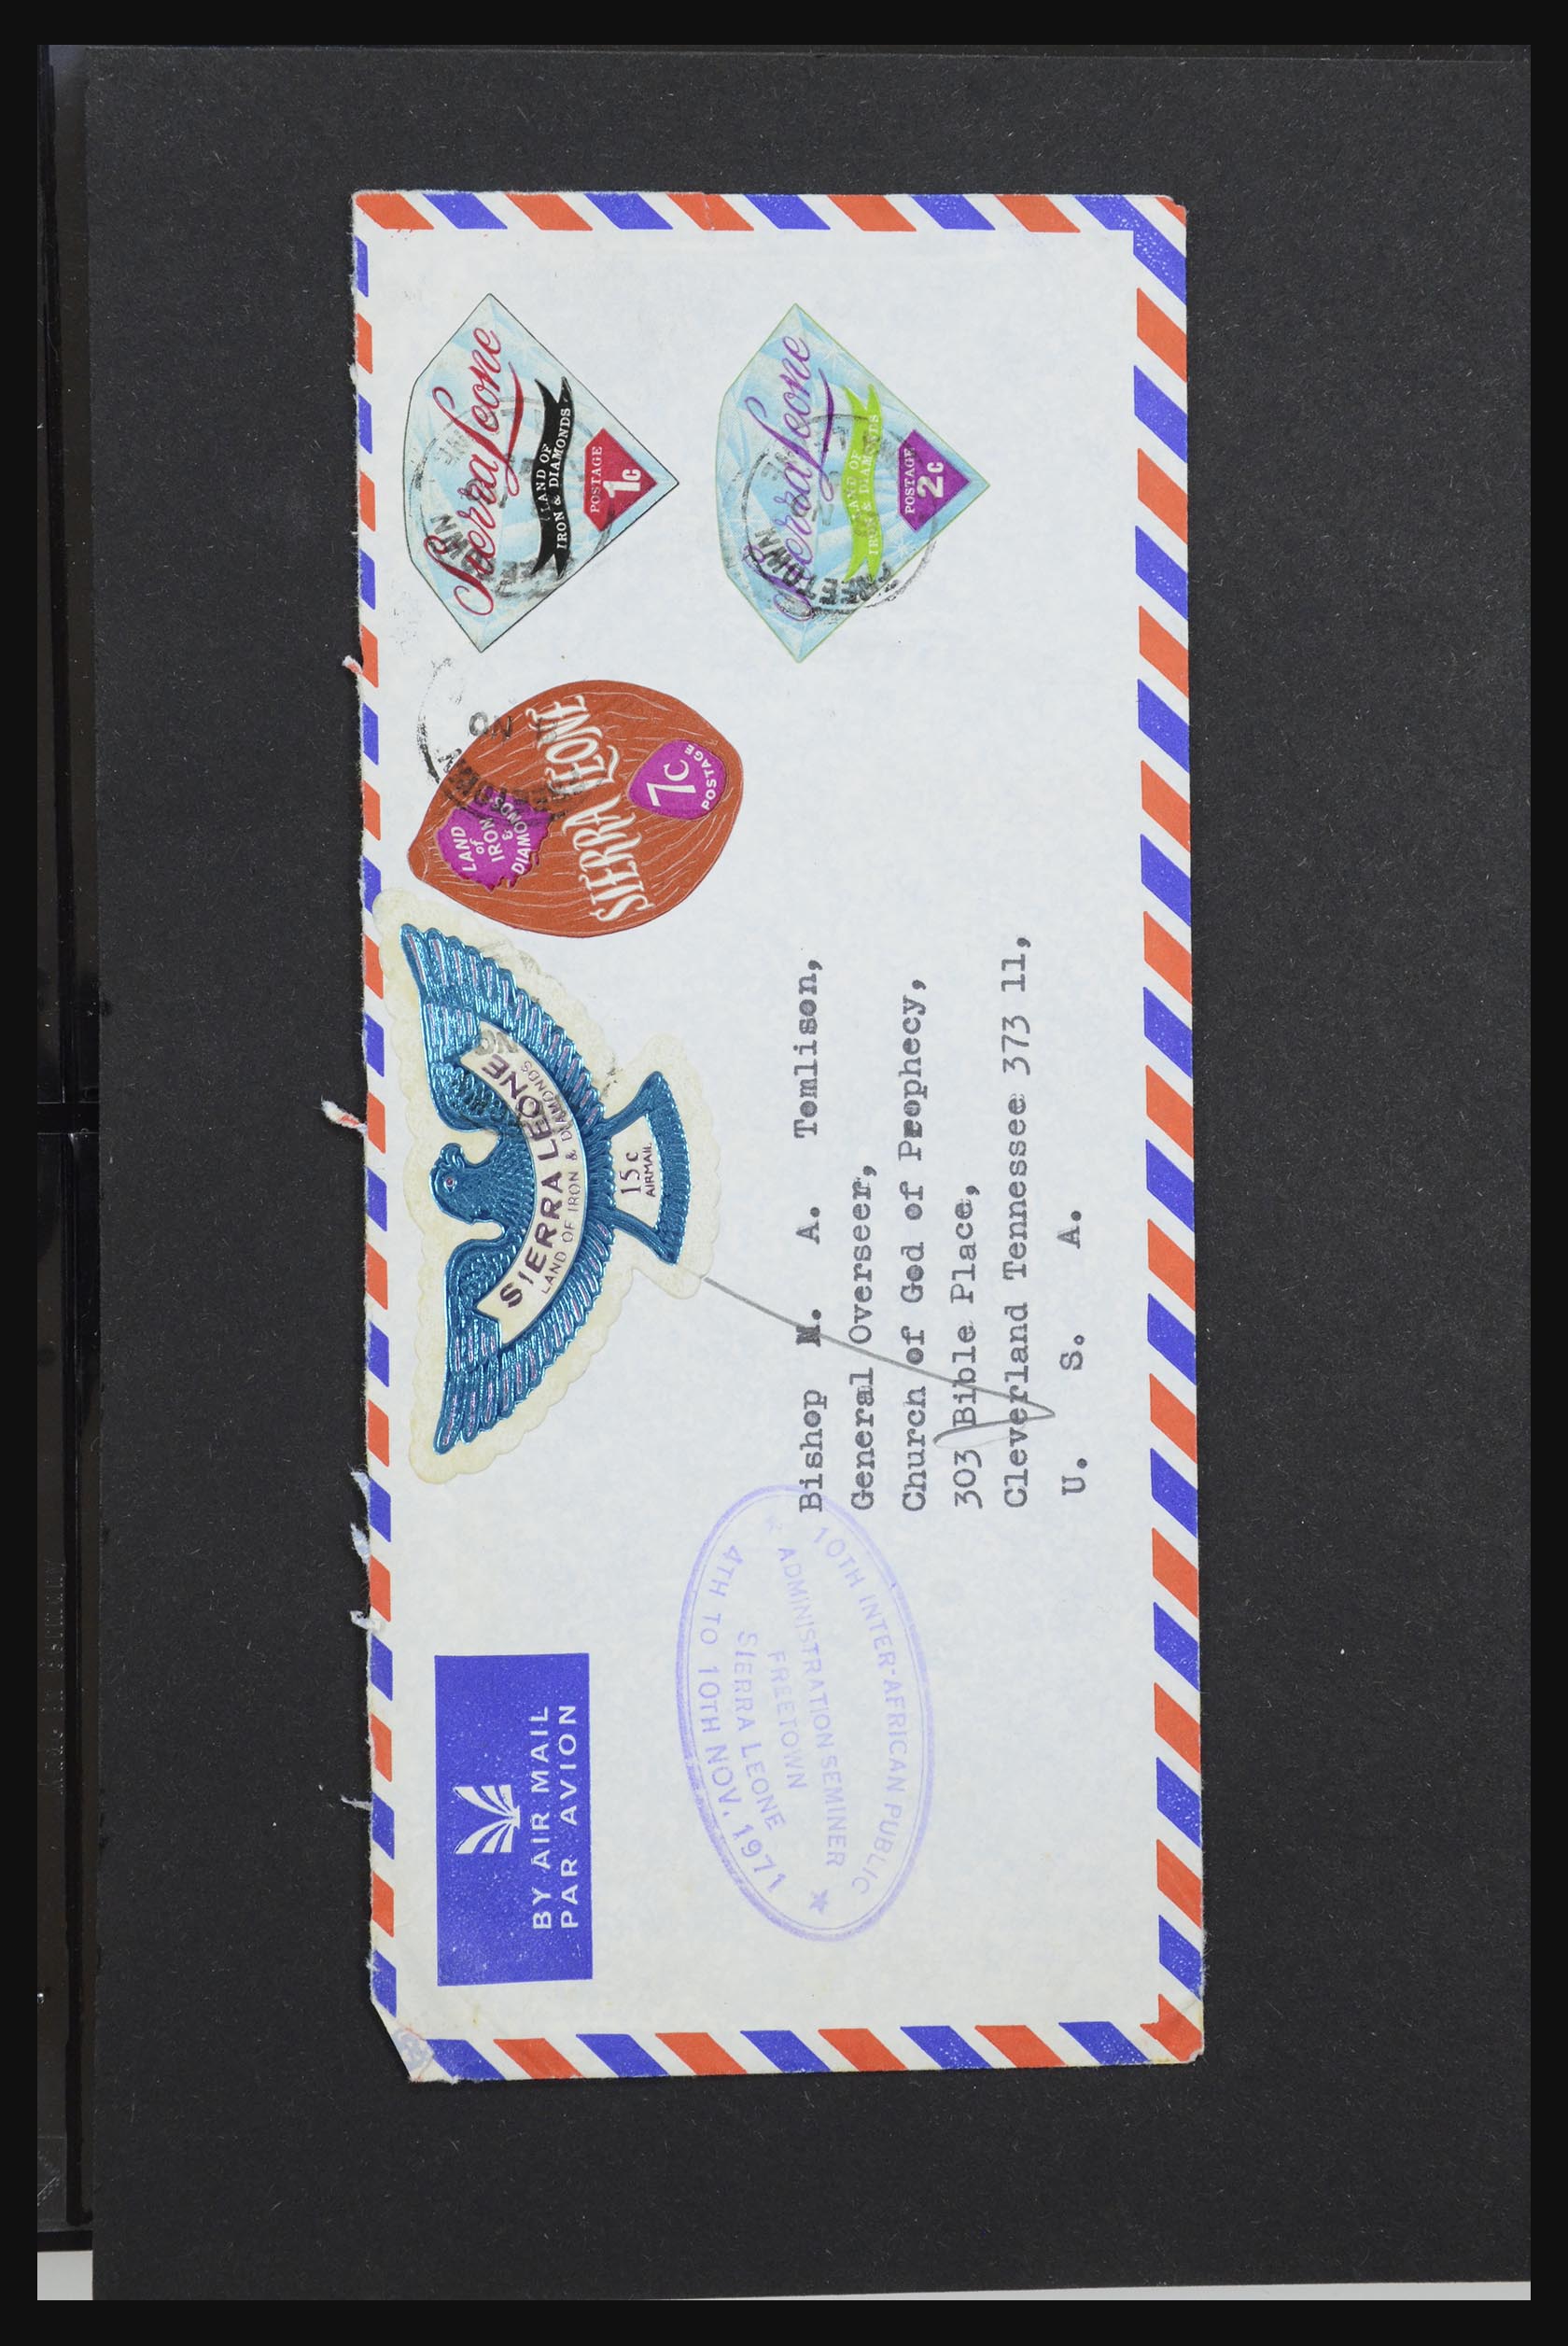 BY AIR MAIL
PAR AVION
SIERRA LEONE
LAND OF IRON & DIAMONDS
15c
AIRMAIL
LAND
of
IRON
&
DIAMONDS
SIERRA LEONE
7c
POSTAGE
Sierra Leone
LAND OF
IRON & DIAMONDS
POSTAGE
1c
Sierra Leone
LAND OF
IRON & DIAMONDS
POSTAGE
2c
FREETOWN
10TH INTER-AFRICAN PUBLIC
ADMINISTRATION SEMINER
FREETOWN
SIERRA LEONE
4TH TO 10TH NOV, 1971
Bishop M. A. Tomlison,
General Overseer,
Church of God of Prophecy,
303 Bible Place,
Cleverland Tennessee 373 11,
U. S. A.